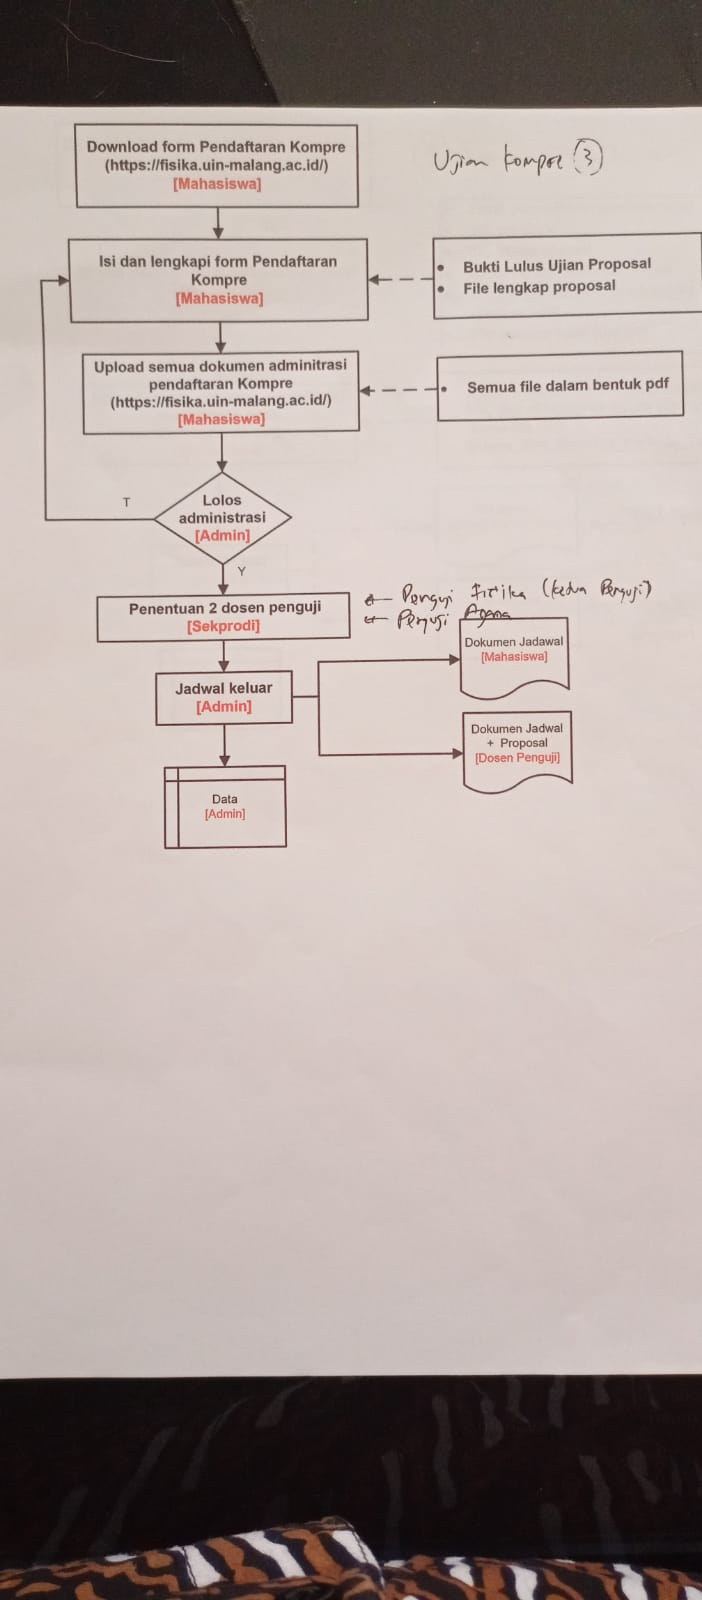 Download form Pendaftaran Kompre
(https://fisika.uin-malang.ac.id/)
[Mahasiswa]
Ujian Kompre 3
Isi dan lengkapi form Pendaftaran
Kompre
[Mahasiswa]
• Bukti Lulus Ujian Proposal
• File lengkap proposal
Upload semua dokumen adminitrasi
pendaftaran Kompre
(https://fisika.uin-malang.ac.id/)
[Mahasiswa]
• Semua file dalam bentuk pdf
T
Lolos
administrasi
[Admin]
Y
Penentuan 2 dosen penguji
[Sekprodi]
← Penguji Fisika (Kedua Penguji)
← Penguji Agama
Jadwal keluar
[Admin]
Dokumen Jadawal
[Mahasiswa]
Dokumen Jadwal
+ Proposal
[Dosen Penguji]
Data
[Admin]